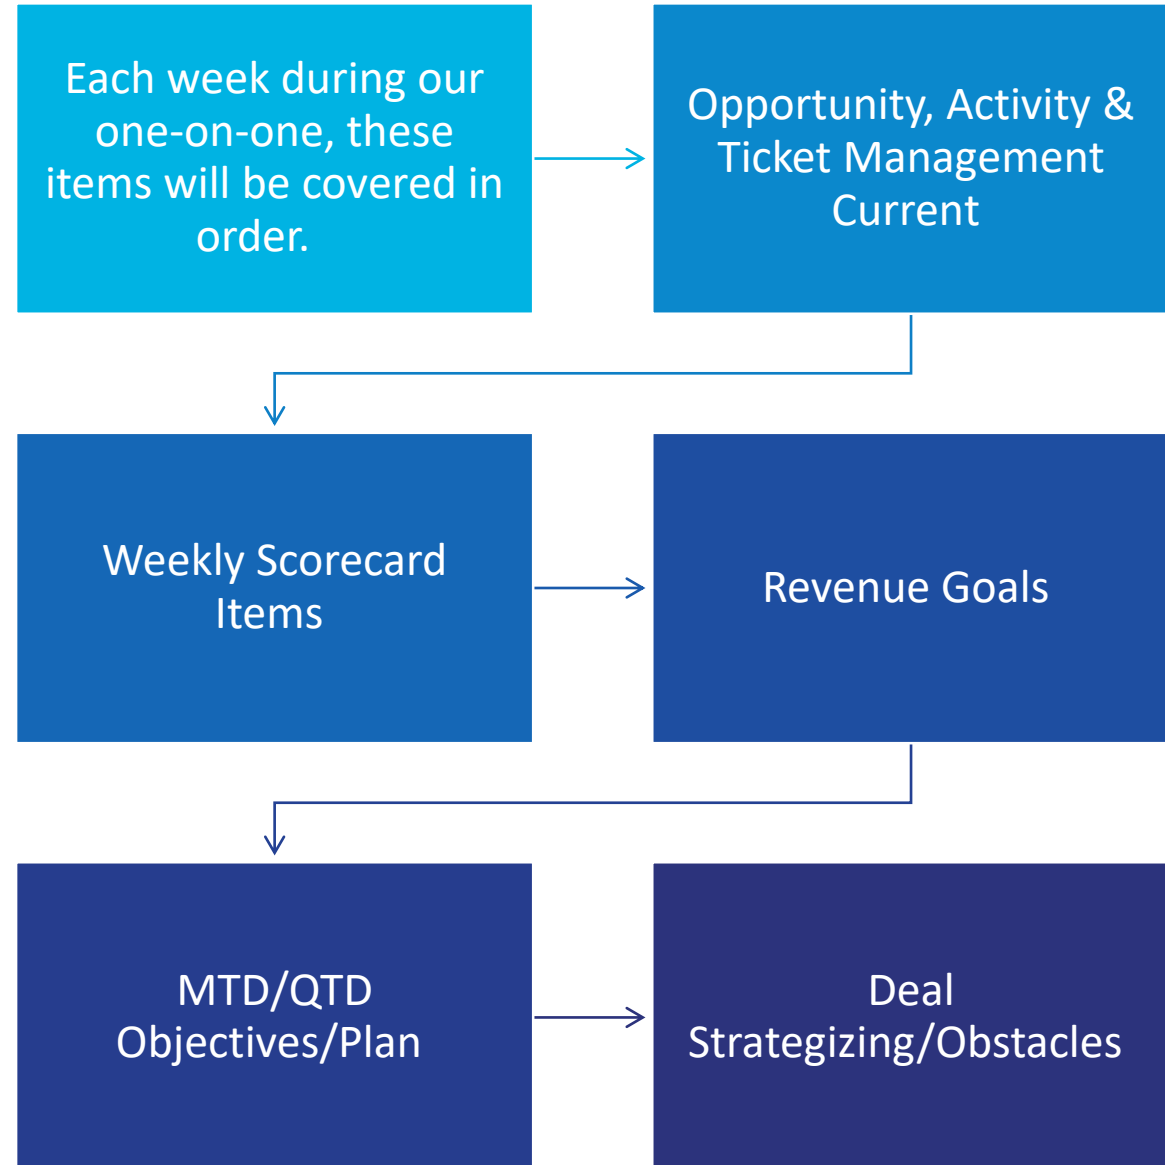 Each week during our
one-on-one, these
items will be covered in
order.
Opportunity, Activity &
Ticket Management
Current
Weekly Scorecard
Items
Revenue Goals
MTD/QTD
Objectives/Plan
Deal
Strategizing/Obstacles